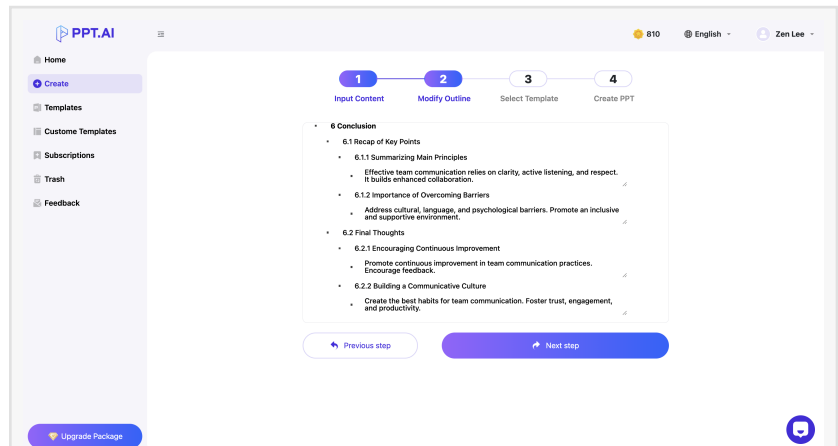 PPT.AI
810
English
Zen Lee
Home
Create
Templates
Custome Templates
Subscriptions
Trash
Feedback
Upgrade Package
1
2
3
4
Input Content
Modify Outline
Select Template
Create PPT
6 Conclusion
6.1 Recap of Key Points
6.1.1 Summarizing Main Principles
Effective team communication relies on clarity, active listening, and respect.
It builds enhanced collaboration.
6.1.2 Importance of Overcoming Barriers
Address cultural, language, and psychological barriers. Promote an inclusive
and supportive environment.
6.2 Final Thoughts
6.2.1 Encouraging Continuous Improvement
Promote continuous improvement in team communication practices.
Encourage feedback.
6.2.2 Building a Communicative Culture
Create the best habits for team communication. Foster trust, engagement,
and productivity.
Previous step
Next step